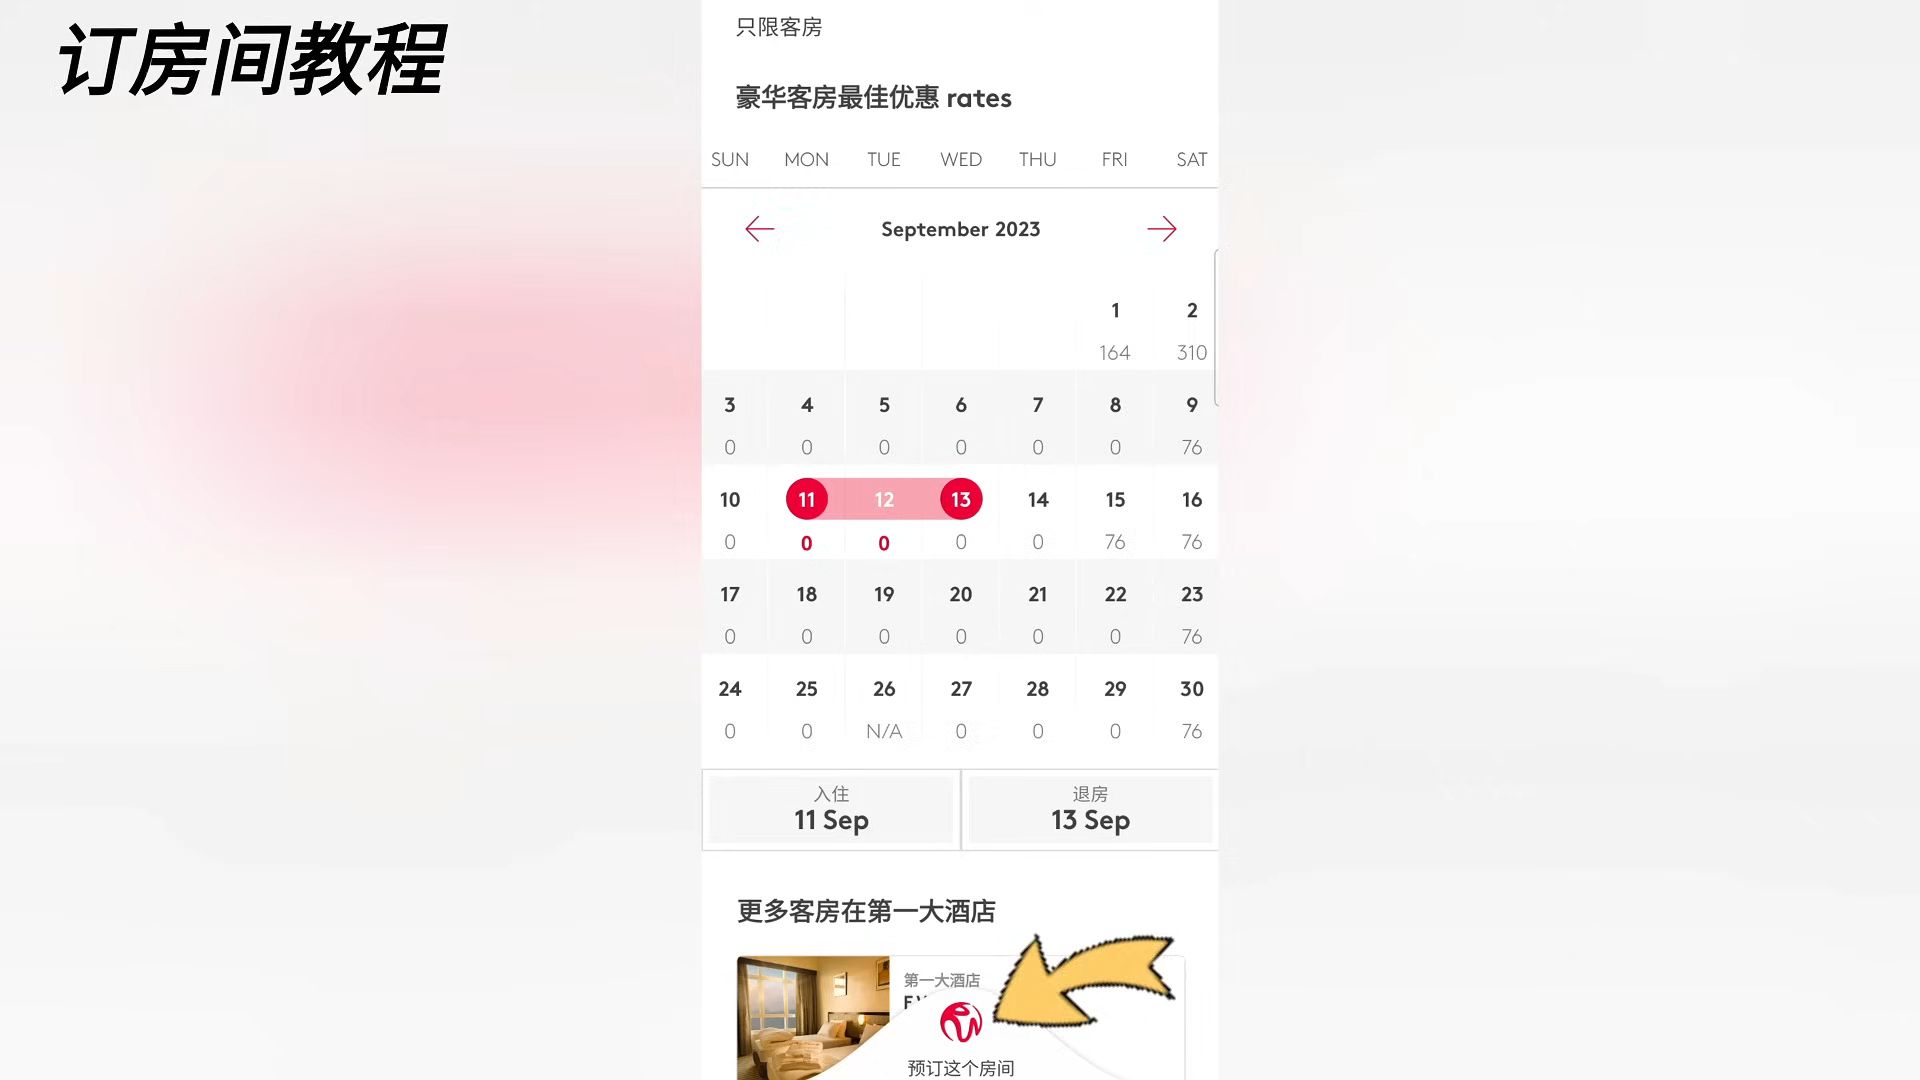 订房间教程
只限客房
豪华客房最佳优惠 rates
SUN MON TUE WED THU FRI SAT
September 2023
1 2
164 310
3 4 5 6 7 8 9
0 0 0 0 0 0 76
10 11 12 13 14 15 16
0 0 0 0 0 76 76
17 18 19 20 21 22 23
0 0 0 0 0 0 76
24 25 26 27 28 29 30
0 0 N/A 0 0 0 76
入住 退房
11 Sep 13 Sep
更多客房在第一大酒店
第一大酒店
预订这个房间